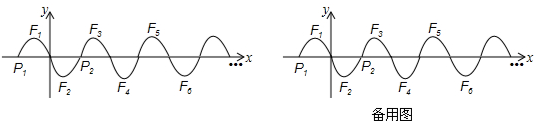 y
F₁ F₃ F₅
P₁ P₂ x
F₂ F₄ F₆
...
y
F₁ F₃ F₅
P₁ P₂ x
F₂ F₄ F₆
...
备用图